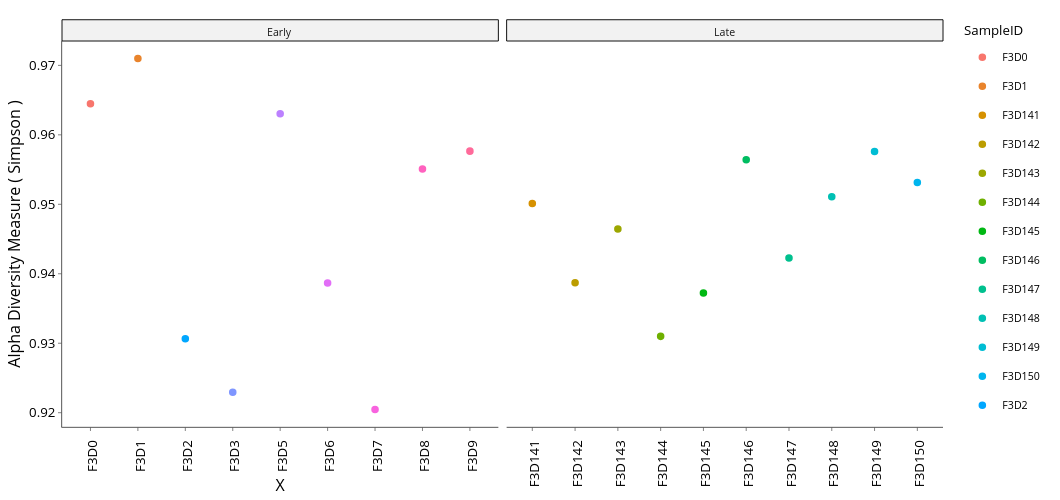 Early
Late
SampleID
F3D0
F3D1
F3D141
F3D142
F3D143
F3D144
F3D145
F3D146
F3D147
F3D148
F3D149
F3D150
F3D2
Alpha Diversity Measure ( Simpson )
0.97
0.96
0.95
0.94
0.93
0.92
F3D0
F3D1
F3D2
F3D3
F3D5
F3D6
F3D7
F3D8
F3D9
F3D141
F3D142
F3D143
F3D144
F3D145
F3D146
F3D147
F3D148
F3D149
F3D150
X